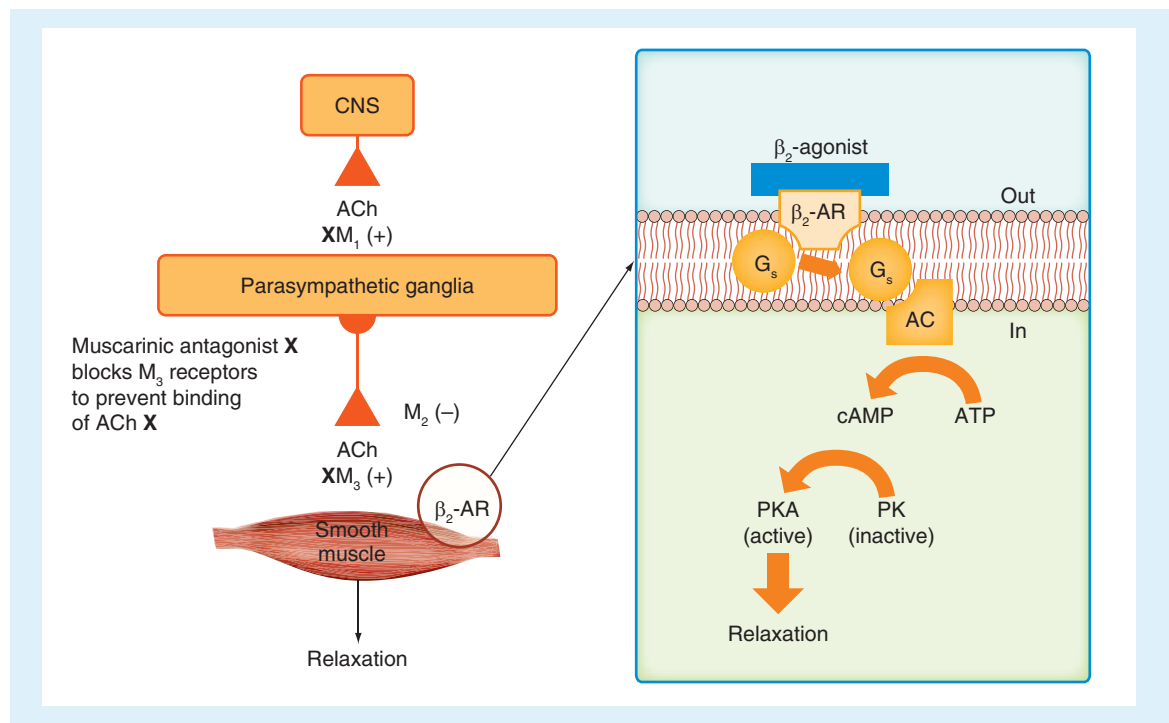 CNS
ACh
XM₁ (+)
Parasympathetic ganglia
Muscarinic antagonist X
blocks M₃ receptors
to prevent binding
of ACh X
M₂ (–)
ACh
XM₃ (+)
β₂-AR
Smooth
muscle
Relaxation
β₂-agonist
Out
β₂-AR
Gₛ
Gₛ
AC
In
cAMP
ATP
PKA
(active)
PK
(inactive)
Relaxation